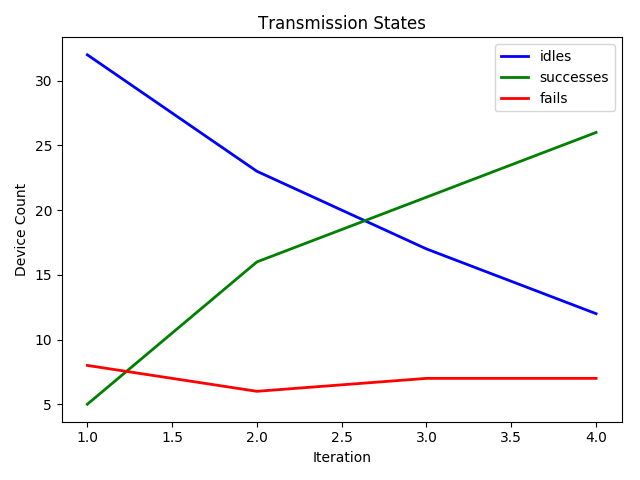 Transmission States
idles
successes
fails
Device Count
30
25
20
15
10
5
1.0 1.5 2.0 2.5 3.0 3.5 4.0
Iteration